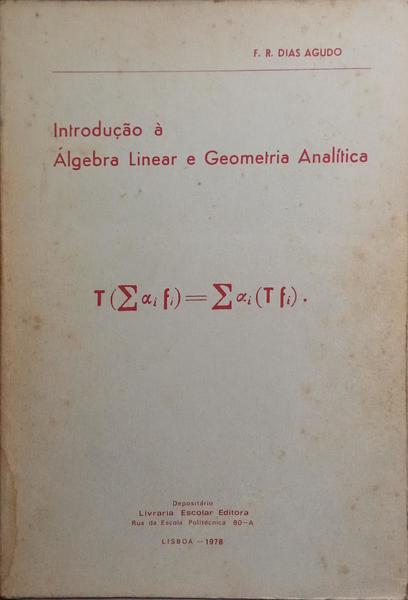 F. R. DIAS AGUDO
Introdução à
Álgebra Linear e Geometria Analítica
T(∑ αᵢ fᵢ) = ∑ αᵢ (T fᵢ) .
Depositário
Livraria Escolar Editora
Rua da Escola Politécnica 80-A
LISBOA — 1978